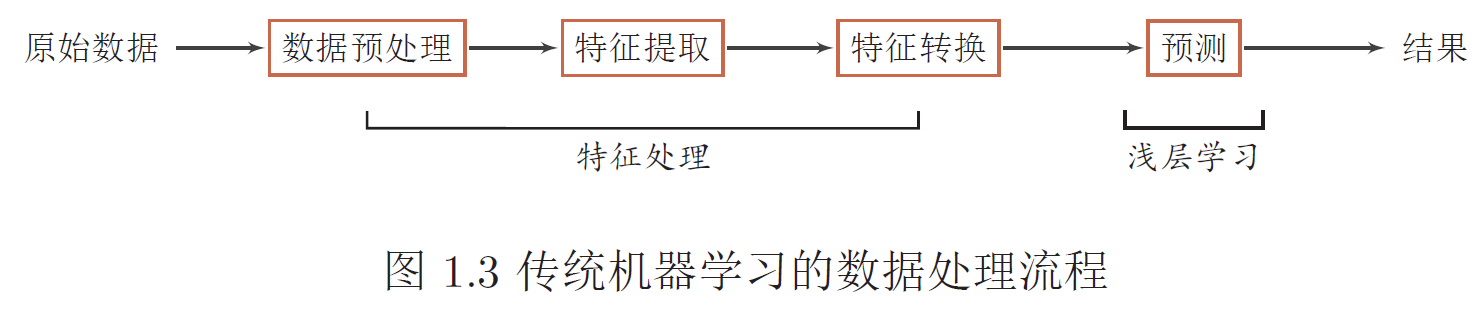 原始数据 数据预处理 特征提取 特征转换 预测 结果
特征处理 浅层学习
图 1.3 传统机器学习的数据处理流程